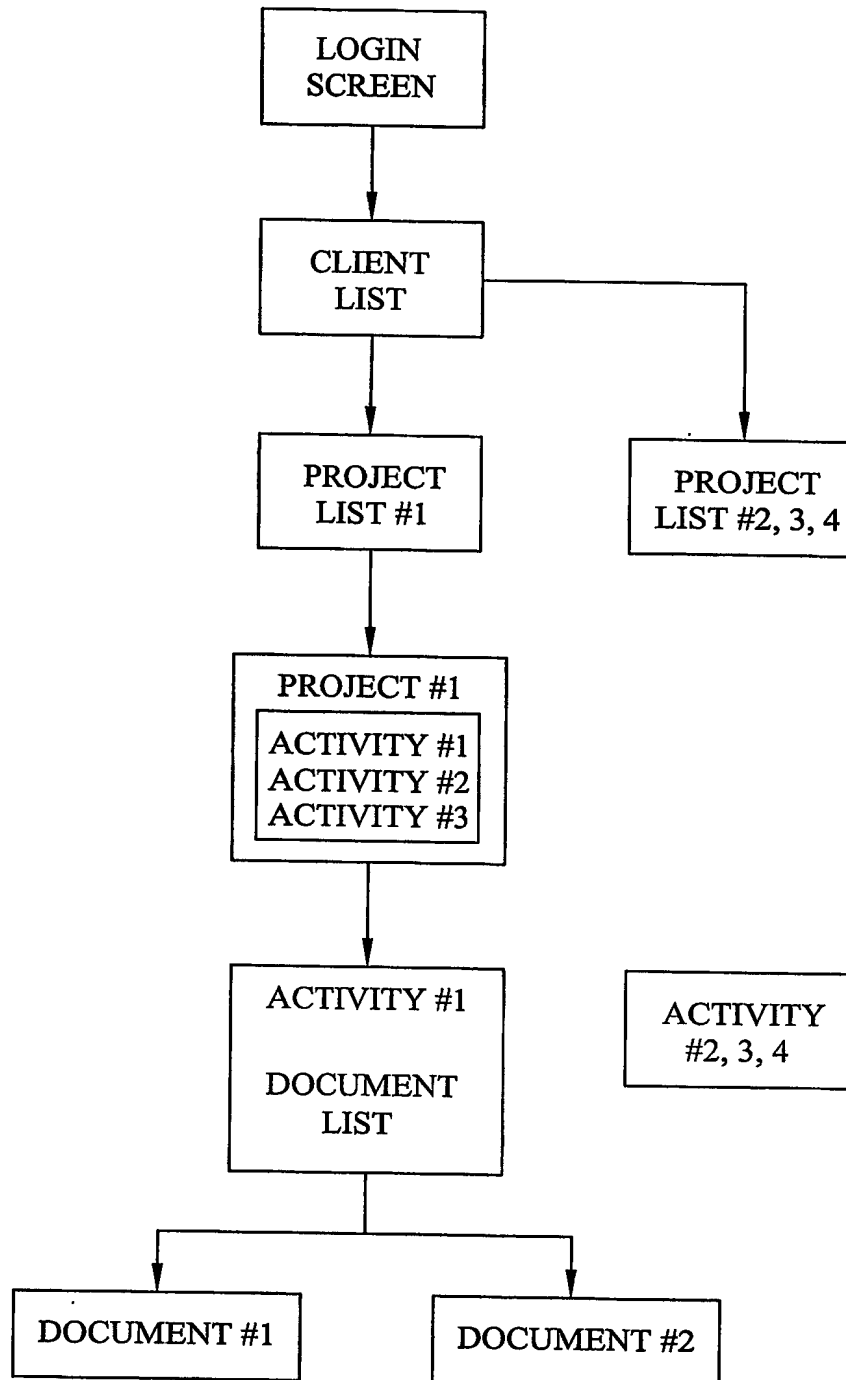 LOGIN
SCREEN
CLIENT
LIST
PROJECT
LIST #1
PROJECT
LIST #2, 3, 4
PROJECT #1
ACTIVITY #1
ACTIVITY #2
ACTIVITY #3
ACTIVITY #1
DOCUMENT
LIST
ACTIVITY
#2, 3, 4
DOCUMENT #1
DOCUMENT #2